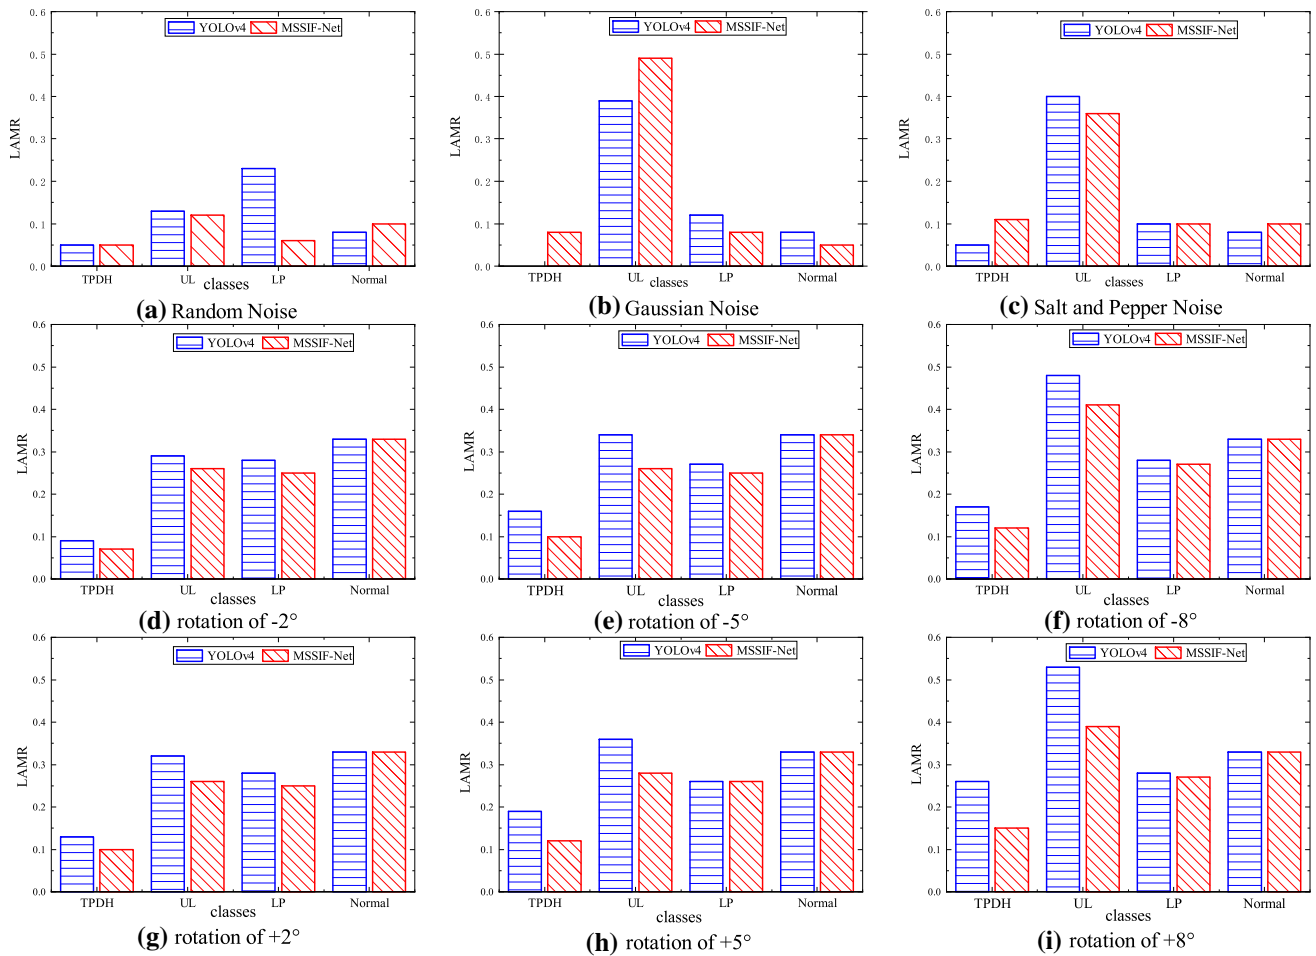 YOLOv4 MSSIF-Net
0.6
0.5
0.4
0.3
0.2
0.1
0.0
LAMR
TPDH UL LP Normal
classes
(a) Random Noise
YOLOv4 MSSIF-Net
0.6
0.5
0.4
0.3
0.2
0.1
0.0
LAMR
TPDH UL LP Normal
classes
(b) Gaussian Noise
YOLOv4 MSSIF-Net
0.6
0.5
0.4
0.3
0.2
0.1
0.0
LAMR
TPDH UL LP Normal
classes
(c) Salt and Pepper Noise
YOLOv4 MSSIF-Net
0.6
0.5
0.4
0.3
0.2
0.1
0.0
LAMR
TPDH UL LP Normal
classes
(d) rotation of -2°
YOLOv4 MSSIF-Net
0.6
0.5
0.4
0.3
0.2
0.1
0.0
LAMR
TPDH UL LP Normal
classes
(e) rotation of -5°
YOLOv4 MSSIF-Net
0.6
0.5
0.4
0.3
0.2
0.1
0.0
LAMR
TPDH UL LP Normal
classes
(f) rotation of -8°
YOLOv4 MSSIF-Net
0.6
0.5
0.4
0.3
0.2
0.1
0.0
LAMR
TPDH UL LP Normal
classes
(g) rotation of +2°
YOLOv4 MSSIF-Net
0.6
0.5
0.4
0.3
0.2
0.1
0.0
LAMR
TPDH UL LP Normal
classes
(h) rotation of +5°
YOLOv4 MSSIF-Net
0.6
0.5
0.4
0.3
0.2
0.1
0.0
LAMR
TPDH UL LP Normal
classes
(i) rotation of +8°